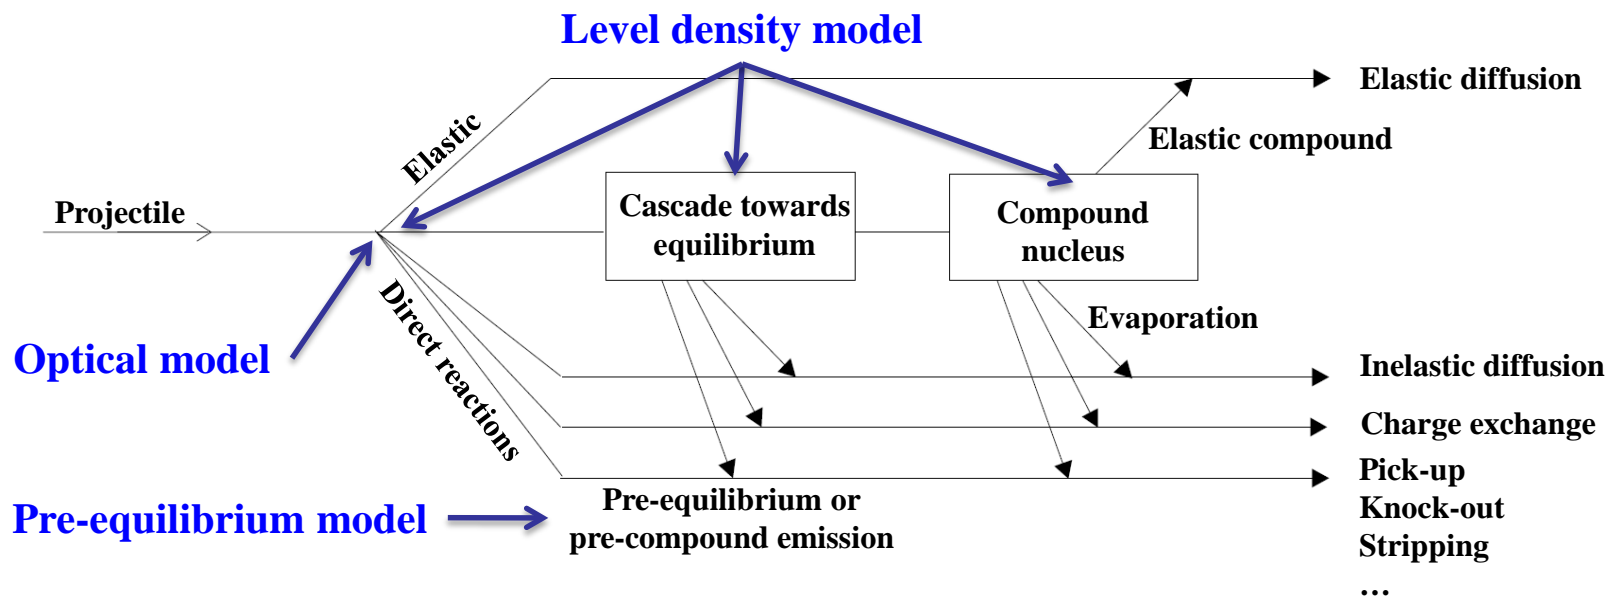 Level density model
Elastic diffusion
Elastic
Elastic compound
Projectile
Cascade towards
equilibrium
Compound
nucleus
Direct reactions
Evaporation
Optical model
Inelastic diffusion
Charge exchange
Pick-up
Knock-out
Stripping
...
Pre-equilibrium model
Pre-equilibrium or
pre-compound emission